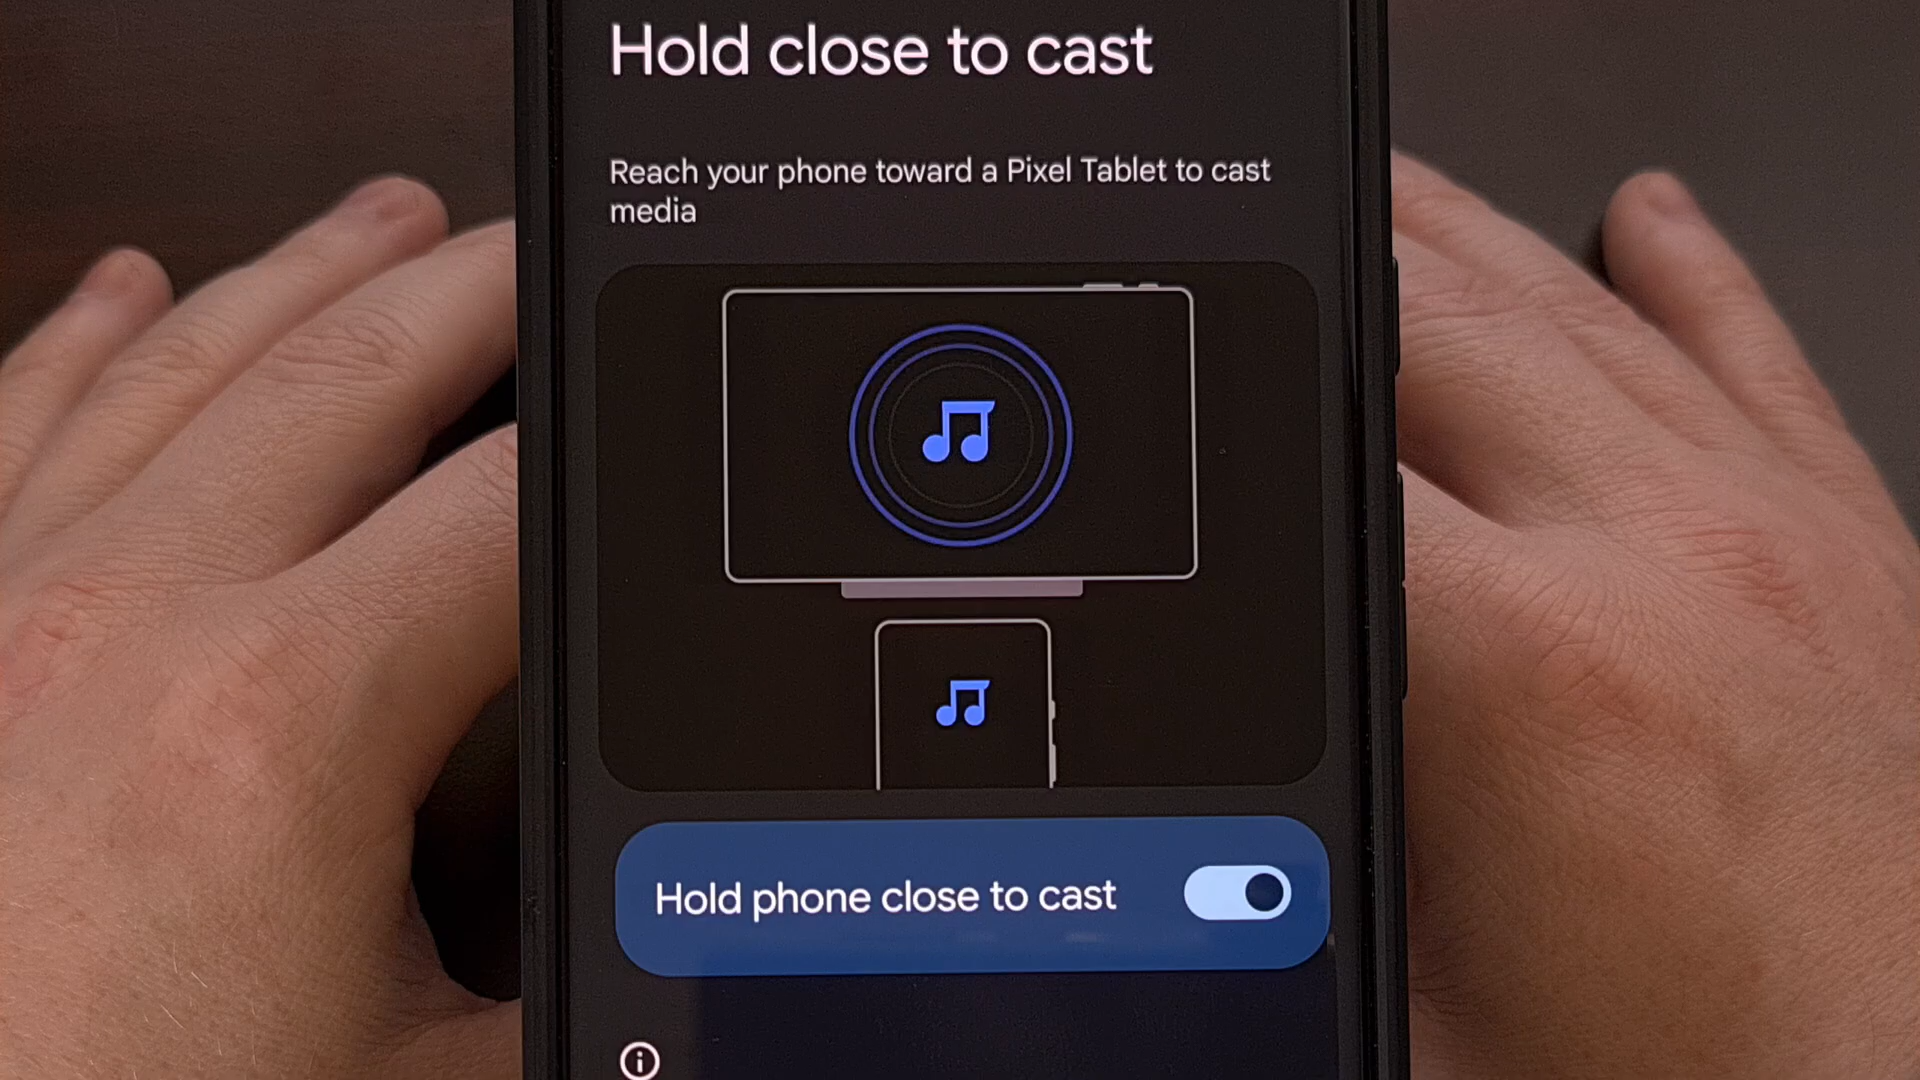 Hold close to cast
Reach your phone toward a Pixel Tablet to cast
media
Hold phone close to cast